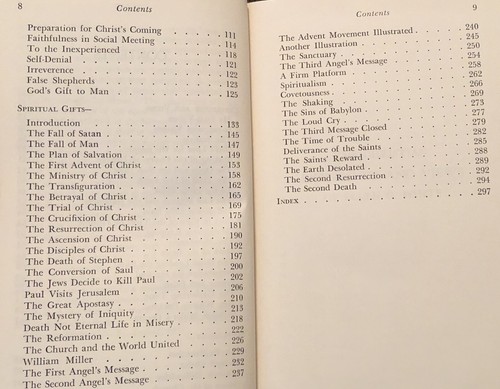 8 Contents
Preparation for Christ's Coming . . . . . . 111
Faithfulness in Social Meeting . . . . . . 114
To the Inexperienced . . . . . . 118
Self-Denial . . . . . . 121
Irreverence . . . . . . 122
False Shepherds . . . . . . 123
God's Gift to Man . . . . . . 125
SPIRITUAL GIFTS—
Introduction . . . . . . 133
The Fall of Satan . . . . . . 145
The Fall of Man . . . . . . 147
The Plan of Salvation . . . . . . 149
The First Advent of Christ . . . . . . 153
The Ministry of Christ . . . . . . 158
The Transfiguration . . . . . . 162
The Betrayal of Christ . . . . . . 165
The Trial of Christ . . . . . . 169
The Crucifixion of Christ . . . . . . 175
The Resurrection of Christ . . . . . . 181
The Ascension of Christ . . . . . . 190
The Disciples of Christ . . . . . . 192
The Death of Stephen . . . . . . 197
The Conversion of Saul . . . . . . 200
The Jews Decide to Kill Paul . . . . . . 202
Paul Visits Jerusalem . . . . . . 206
The Great Apostasy . . . . . . 210
The Mystery of Iniquity . . . . . . 213
Death Not Eternal Life in Misery . . . . . . 218
The Reformation . . . . . . 222
The Church and the World United . . . . . . 226
William Miller . . . . . . 229
The First Angel's Message . . . . . . 232
The Second Angel's Message . . . . . . 237
Contents 9
The Advent Movement Illustrated . . . . . . 240
Another Illustration . . . . . . 245
The Sanctuary . . . . . . 250
The Third Angel's Message . . . . . . 254
A Firm Platform . . . . . . 258
Spiritualism . . . . . . 262
Covetousness . . . . . . 266
The Shaking . . . . . . 269
The Sins of Babylon . . . . . . 273
The Loud Cry . . . . . . 277
The Third Message Closed . . . . . . 279
The Time of Trouble . . . . . . 282
Deliverance of the Saints . . . . . . 285
The Saints' Reward . . . . . . 288
The Earth Desolated . . . . . . 289
The Second Resurrection . . . . . . 292
The Second Death . . . . . . 294
INDEX . . . . . . 297